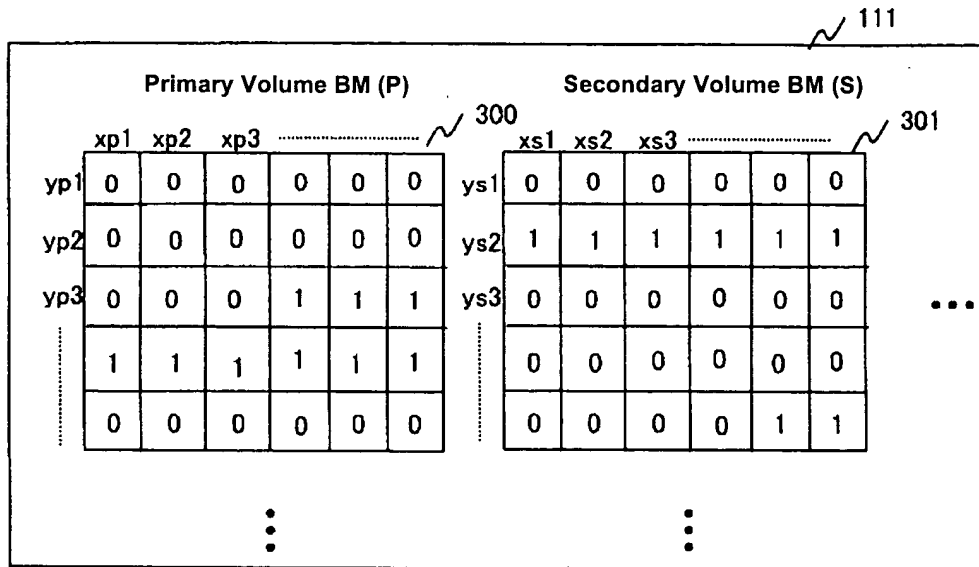 111
Primary Volume BM (P)
Secondary Volume BM (S)
300
301
xp1 xp2 xp3
xs1 xs2 xs3
yp1 0 0 0 0 0 0
ys1 0 0 0 0 0 0
yp2 0 0 0 0 0 0
ys2 1 1 1 1 1 1
yp3 0 0 0 1 1 1
ys3 0 0 0 0 0 0
1 1 1 1 1 1
0 0 0 0 0 0
0 0 0 0 0 0
0 0 0 0 1 1